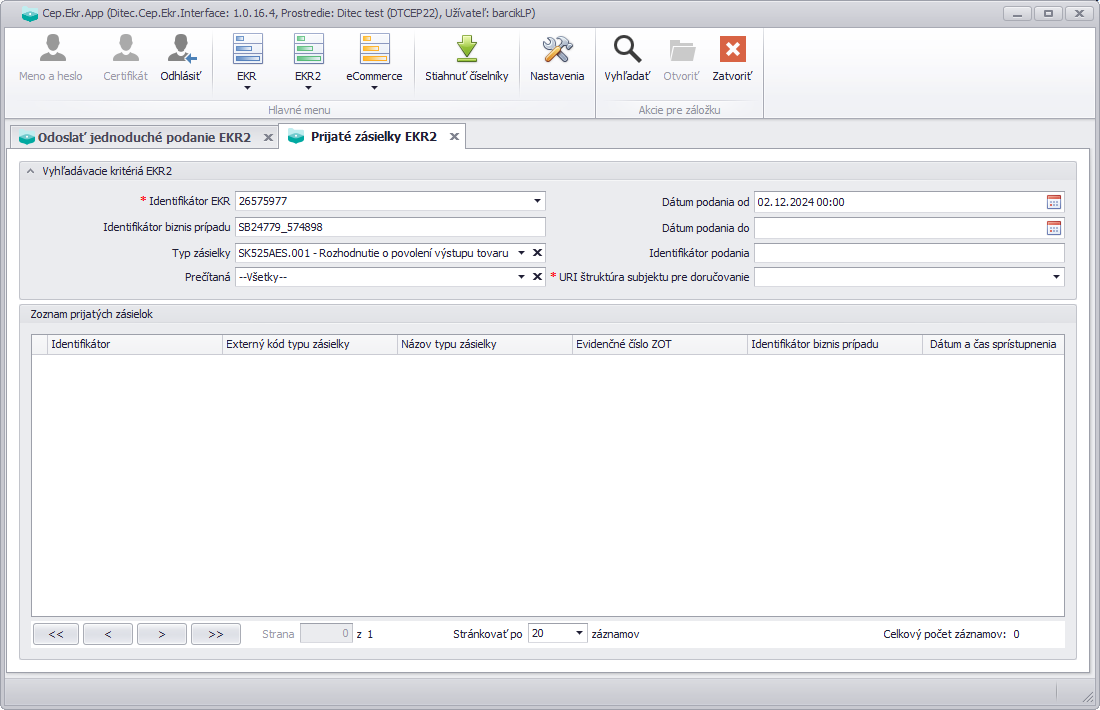 Cep.Ekr.App (Ditec.Cep.Ekr.Interface: 1.0.16.4, Prostredie: Ditec test (DTCEP22), Užívateľ: barcikLP)
Meno a heslo Certifikát Odhlásiť EKR EKR2 eCommerce Stiahnuť číselníky Nastavenia Vyhľadať Otvoriť Zatvoriť
Hlavné menu Akcie pre záložku
Odoslať jednoduché podanie EKR2 Prijaté zásielky EKR2
Vyhľadávacie kritériá EKR2
* Identifikátor EKR 26575977 Dátum podania od 02.12.2024 00:00
Identifikátor biznis prípadu SB24779_574898 Dátum podania do
Typ zásielky SK525AES.001 - Rozhodnutie o povolení výstupu tovaru Identifikátor podania
Prečítaná --Všetky-- * URI štruktúra subjektu pre doručovanie
Zoznam prijatých zásielok
Identifikátor Externý kód typu zásielky Názov typu zásielky Evidenčné číslo ZOT Identifikátor biznis prípadu Dátum a čas sprístupnenia
<< < > >> Strana 0 z 1 Stránkovať po 20 záznamov Celkový počet záznamov: 0